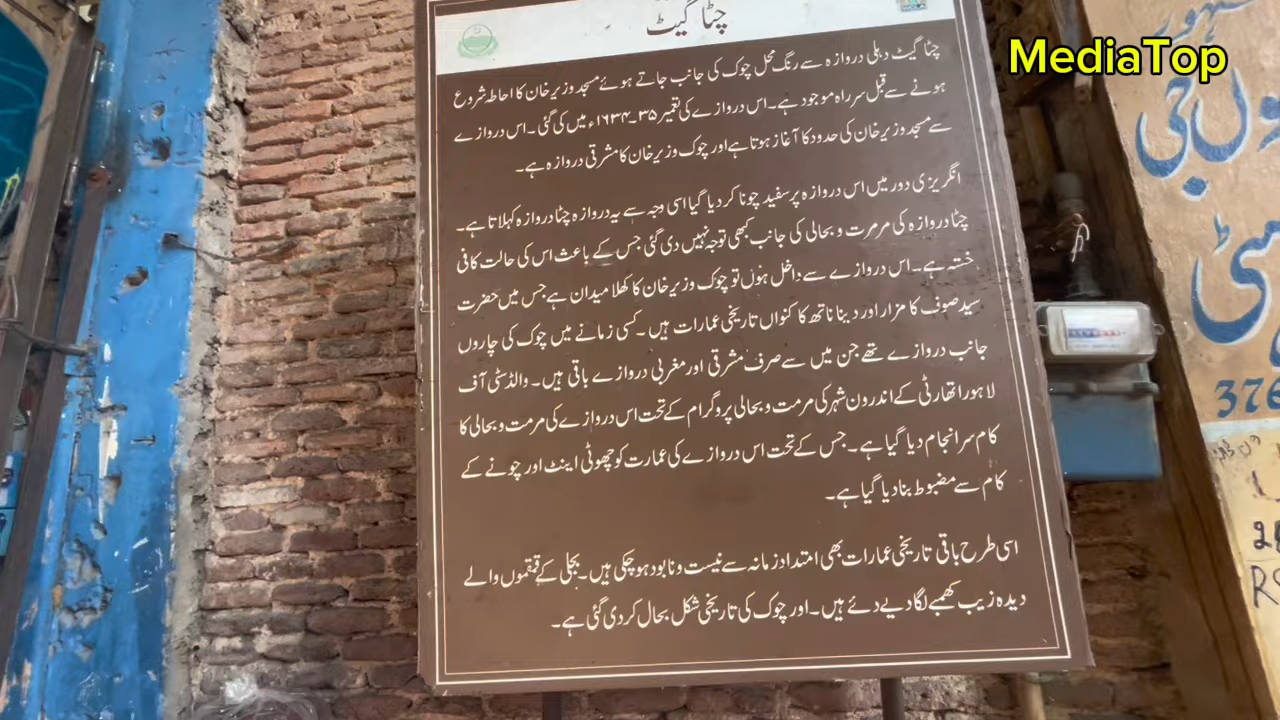 چٹا گیٹ
چٹا گیٹ دہلی دروازہ سے رنگ محل چوک کی جانب جاتے ہوئے مسجد وزیر خان کا احاطہ شروع
ہونے سے قبل سر راہ موجود ہے۔ اس دروازے کی تعمیر ۳۵۔۱۶۳۴ء میں کی گئی۔ اس دروازے
سے مسجد وزیر خان کی حدود کا آغاز ہوتا ہے اور چوک وزیر خان کا مشرقی دروازہ ہے۔
انگریزی دور میں اس دروازہ پر سفید چونا کر دیا گیا اسی وجہ سے یہ دروازہ چٹا دروازہ کہلاتا ہے۔
چٹا دروازہ کی مرمرت و بحالی کی جانب کبھی توجہ نہیں دی گئی جس کے باعث اس کی حالت کافی
خستہ ہے۔ اس دروازے سے داخل ہوں تو چوک وزیر خان کا کھلا میدان ہے جس میں حضرت
سید صوف کا مزار اور دینا ناتھ کا کنواں تاریخی عمارات ہیں۔ کسی زمانے میں چوک کی چاروں
جانب دروازے تھے جن میں سے صرف مشرقی اور مغربی دروازے باقی ہیں۔ والڈ سٹی آف
لاہور اتھارٹی کے اندرون شہر کی مرمت و بحالی پروگرام کے تحت اس دروازے کی مرمت و بحالی کا
کام سر انجام دیا گیا ہے۔ جس کے تحت اس دروازے کی عمارت کو چھوٹی اینٹ اور چونے کے
کام سے مضبوط بنا دیا گیا ہے۔
اسی طرح باقی تاریخی عمارات بھی امتداد زمانہ سے نیست و نابود ہو چکی ہیں۔ بجلی کے قمقموں والے
دیدہ زیب کھمبے لگا دیے دئے ہیں۔ اور چوک کی تاریخی شکل بحال کر دی گئی ہے۔
MediaTop
376